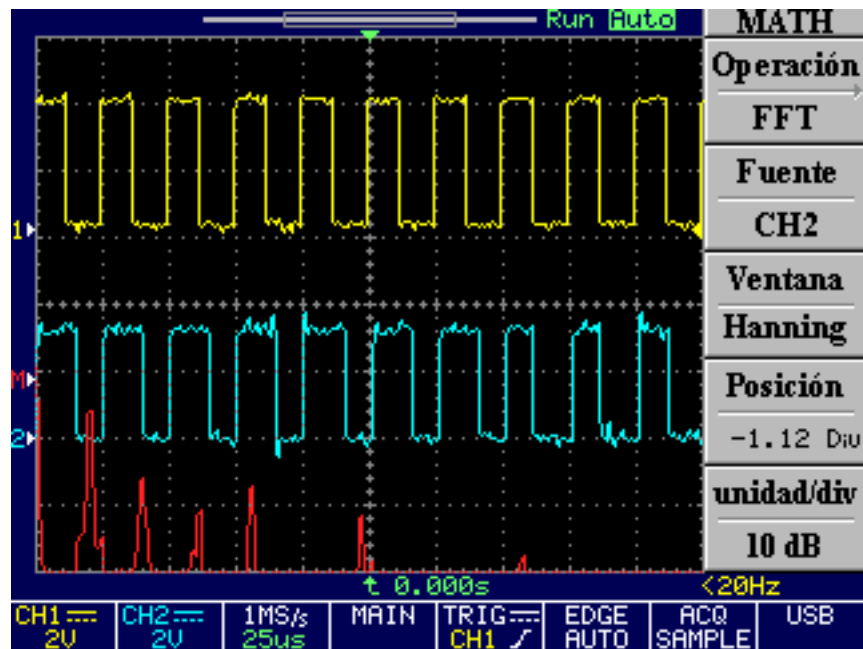 Run Auto
MATH
Operación
FFT
Fuente
CH2
Ventana
Hanning
Posición
-1.12 Div
unidad/div
10 dB
1
M
2
0.000s
<20Hz
CH1 CH2 1MS/s MAIN TRIG EDGE ACQ USB
2V 2V 25us CH1 AUTO SAMPLE